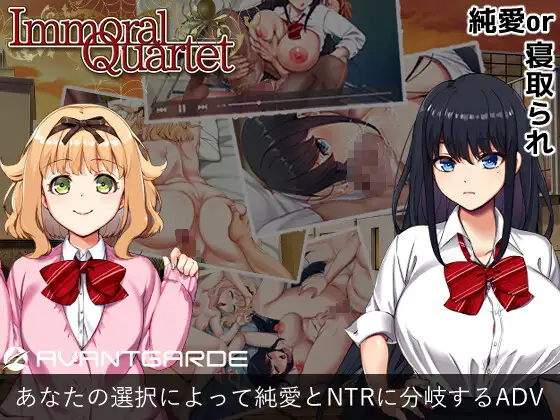 Immoral
Quartet
純愛or
寝取られ
AVANTGARDE
あなたの選択によって純愛とNTRに分岐するADV